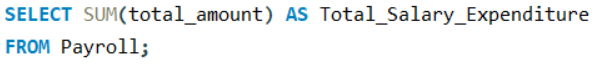 SELECT SUM(total_amount) AS Total_Salary_Expenditure
FROM Payroll;